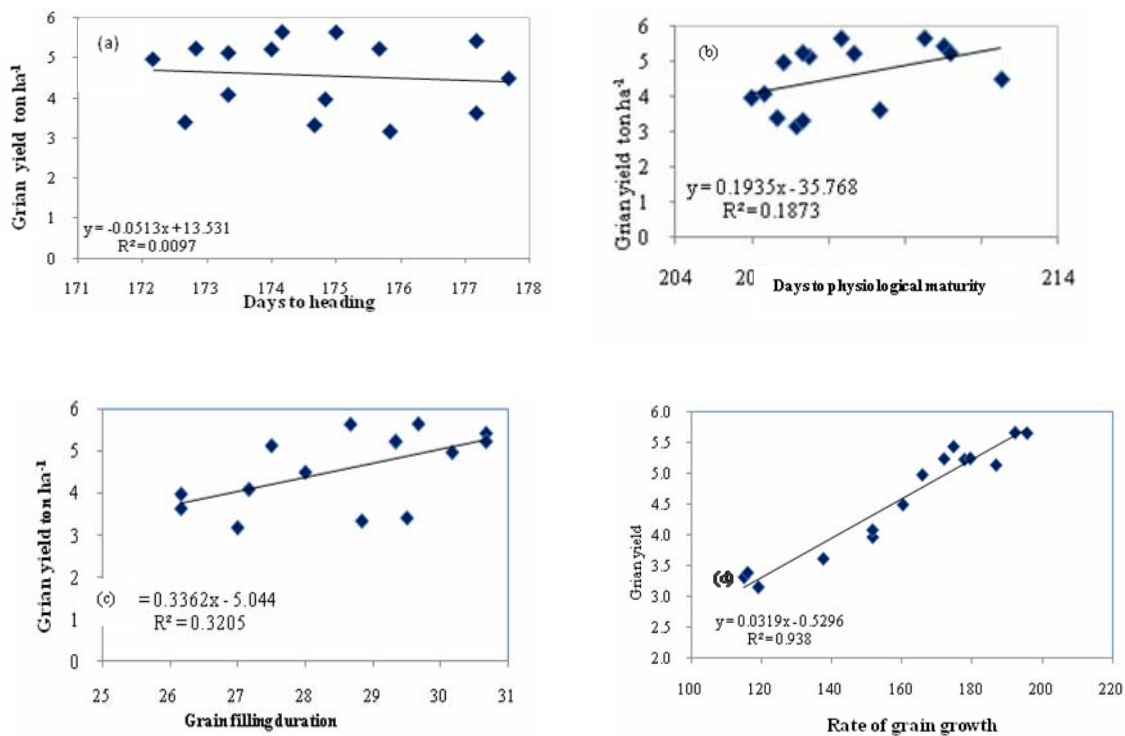 (a)
Grian yield ton ha⁻¹
6
5
4
3
2
1
0
y = -0.0513x + 13.531
R² = 0.0097
171 172 173 174 175 176 177 178
Days to heading
(b)
Grian yield ton ha⁻¹
6
5
4
3
2
1
0
y = 0.1935x - 35.768
R² = 0.1873
204 20 214
Days to physiological maturity
Grian yield ton ha⁻¹
6
5
4
3
2
1
0
(c) = 0.3362x - 5.044
R² = 0.3205
25 26 27 28 29 30 31
Grain filling duration
Grian yield
6.0
5.5
5.0
4.5
4.0
3.5
3.0
2.5
2.0
(d)
y = 0.0319x - 0.5296
R² = 0.938
100 120 140 160 180 200 220
Rate of grain growth